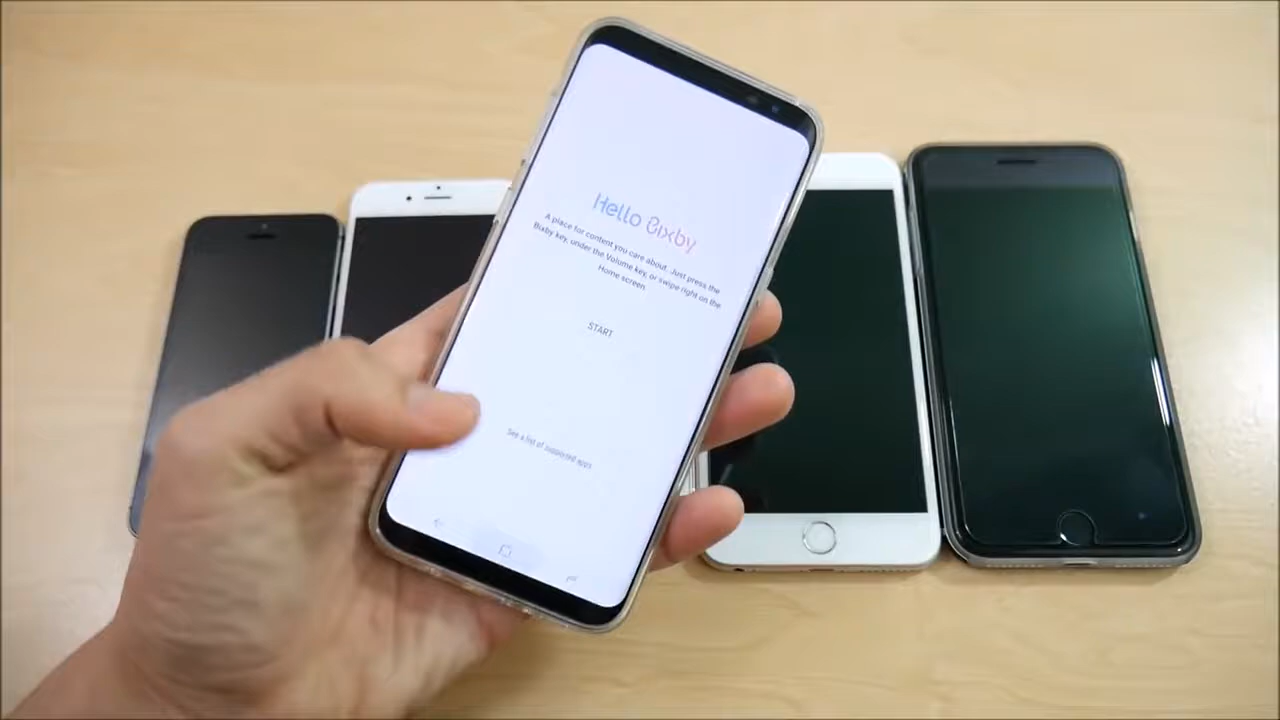 Hello Bixby
A place for content you care about. Just press the
Bixby key, under the Volume key, or swipe right on the
Home screen.
START
See a list of supported apps